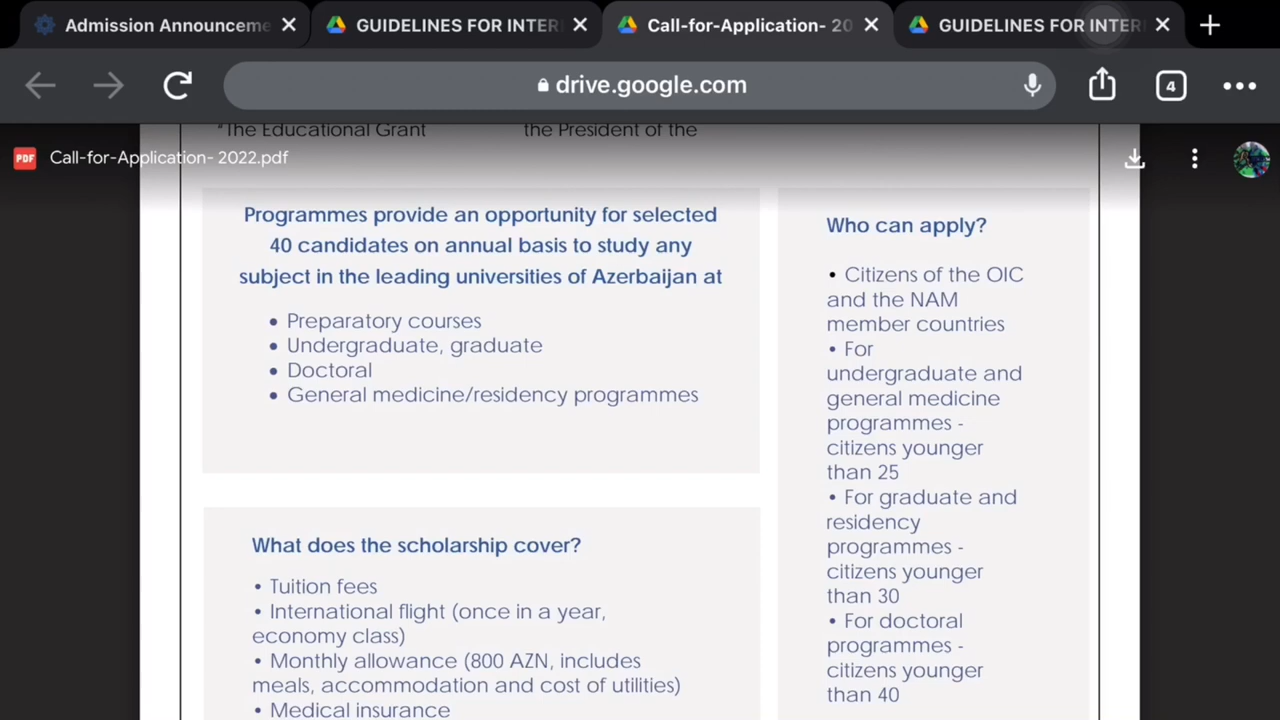 Admission Announceme
GUIDELINES FOR INTER
Call-for-Application- 20
GUIDELINES FOR INTER
drive.google.com
4
"The Educational Grant
the President of the
PDF
Call-for-Application- 2022.pdf
Programmes provide an opportunity for selected
40 candidates on annual basis to study any
subject in the leading universities of Azerbaijan at
• Preparatory courses
• Undergraduate, graduate
• Doctoral
• General medicine/residency programmes
What does the scholarship cover?
• Tuition fees
• International flight (once in a year,
economy class)
• Monthly allowance (800 AZN, includes
meals, accommodation and cost of utilities)
• Medical insurance
Who can apply?
• Citizens of the OIC
and the NAM
member countries
• For
undergraduate and
general medicine
programmes -
citizens younger
than 25
• For graduate and
residency
programmes -
citizens younger
than 30
• For doctoral
programmes -
citizens younger
than 40